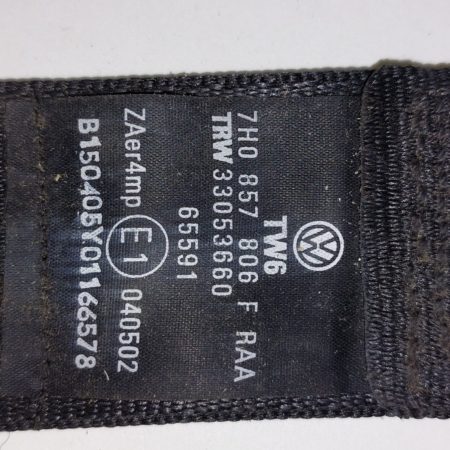 TW6
7H0 857 806 F RAA
TRW 33053660
65591
ZAer4mp E1 040502
B150405Y01166578